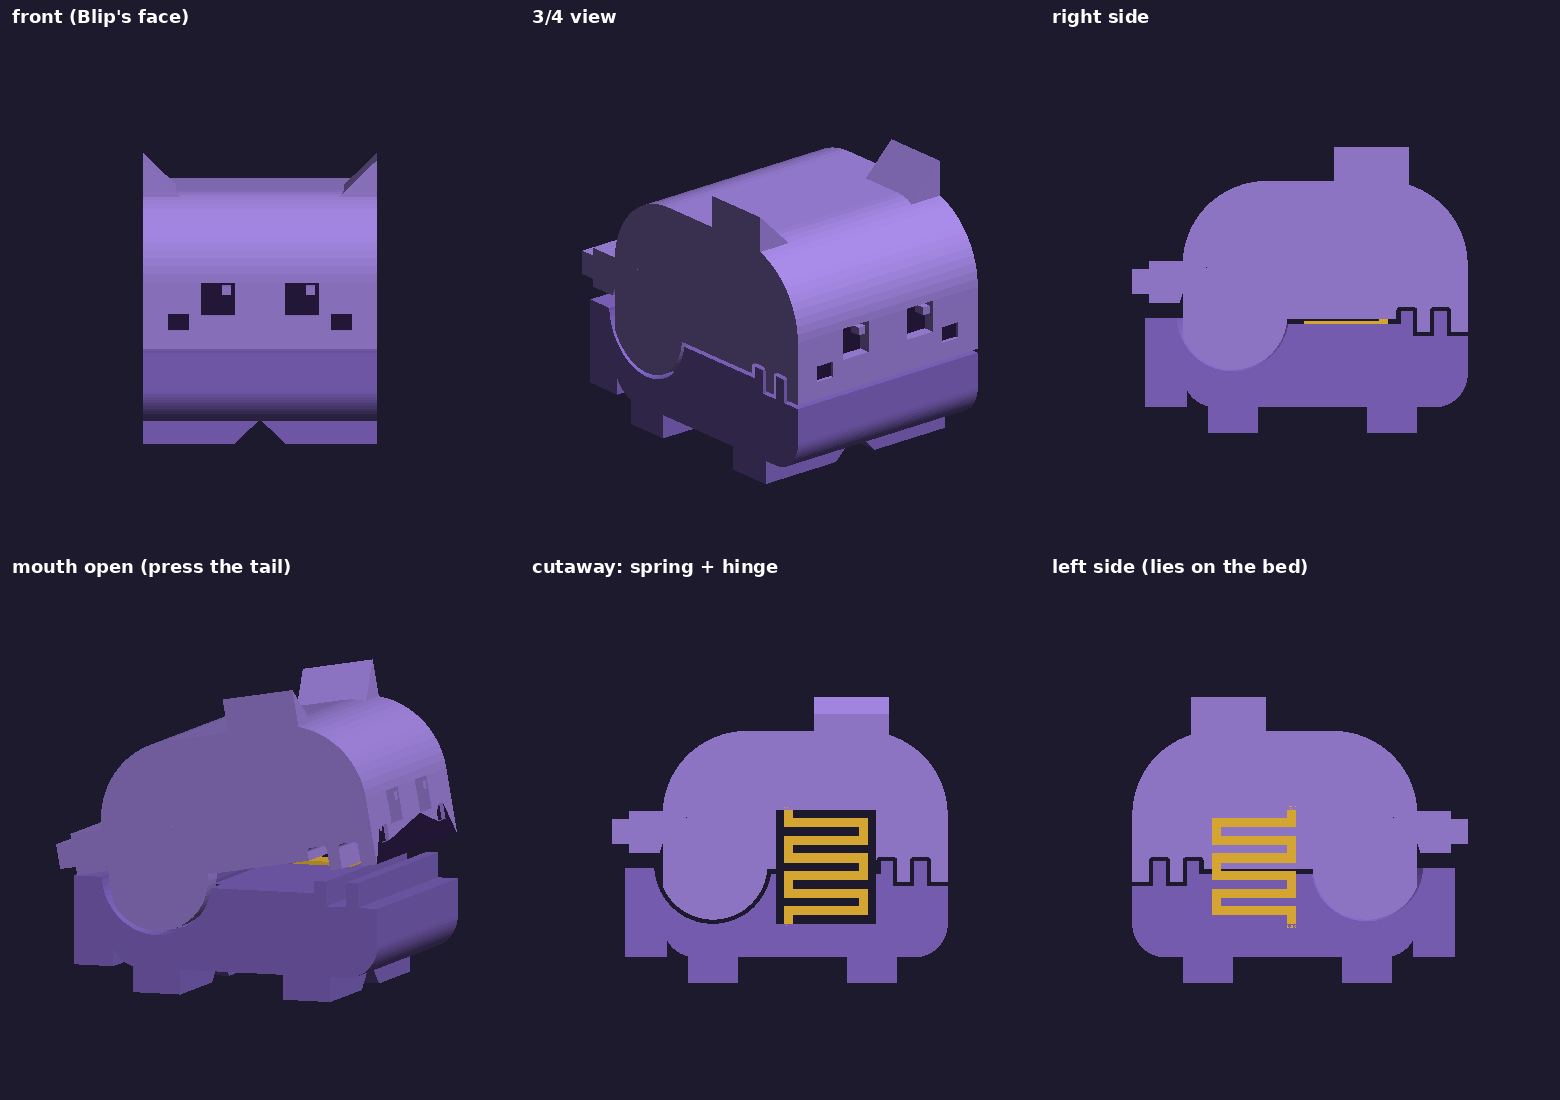 front (Blip's face)
3/4 view
right side
mouth open (press the tail)
cutaway: spring + hinge
left side (lies on the bed)